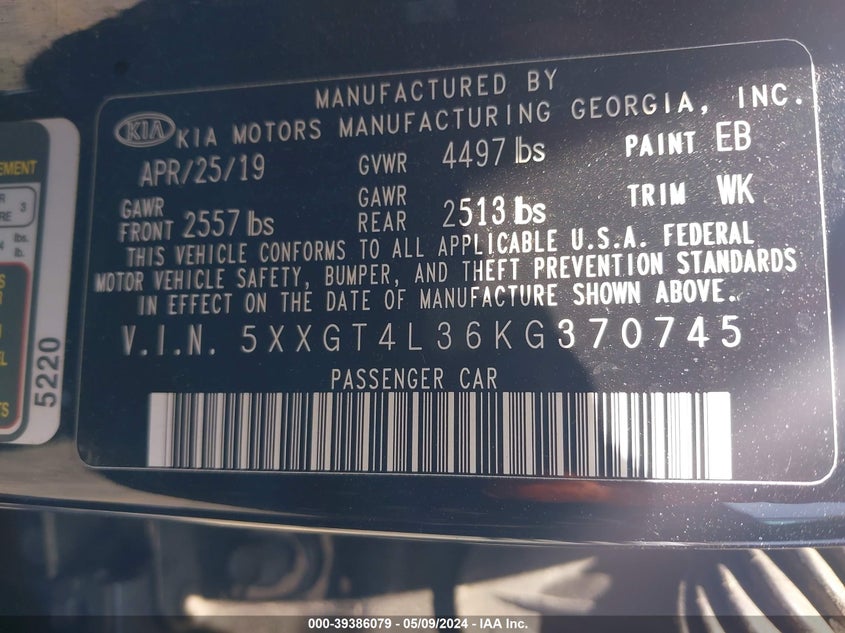 MANUFACTURED BY
KIA KIA MOTORS MANUFACTURING GEORGIA, INC.
APR/25/19 GVWR 4497 lbs PAINT EB
GAWR FRONT 2557 lbs GAWR REAR 2513 lbs TRIM WK
THIS VEHICLE CONFORMS TO ALL APPLICABLE U.S.A. FEDERAL
MOTOR VEHICLE SAFETY, BUMPER, AND THEFT PREVENTION STANDARDS
IN EFFECT ON THE DATE OF MANUFACTURE SHOWN ABOVE.
V.I.N. 5XXGT4L36KG370745
PASSENGER CAR
3
lbs.
lb.
5220
000-39386079 - 05/09/2024 - IAA Inc.